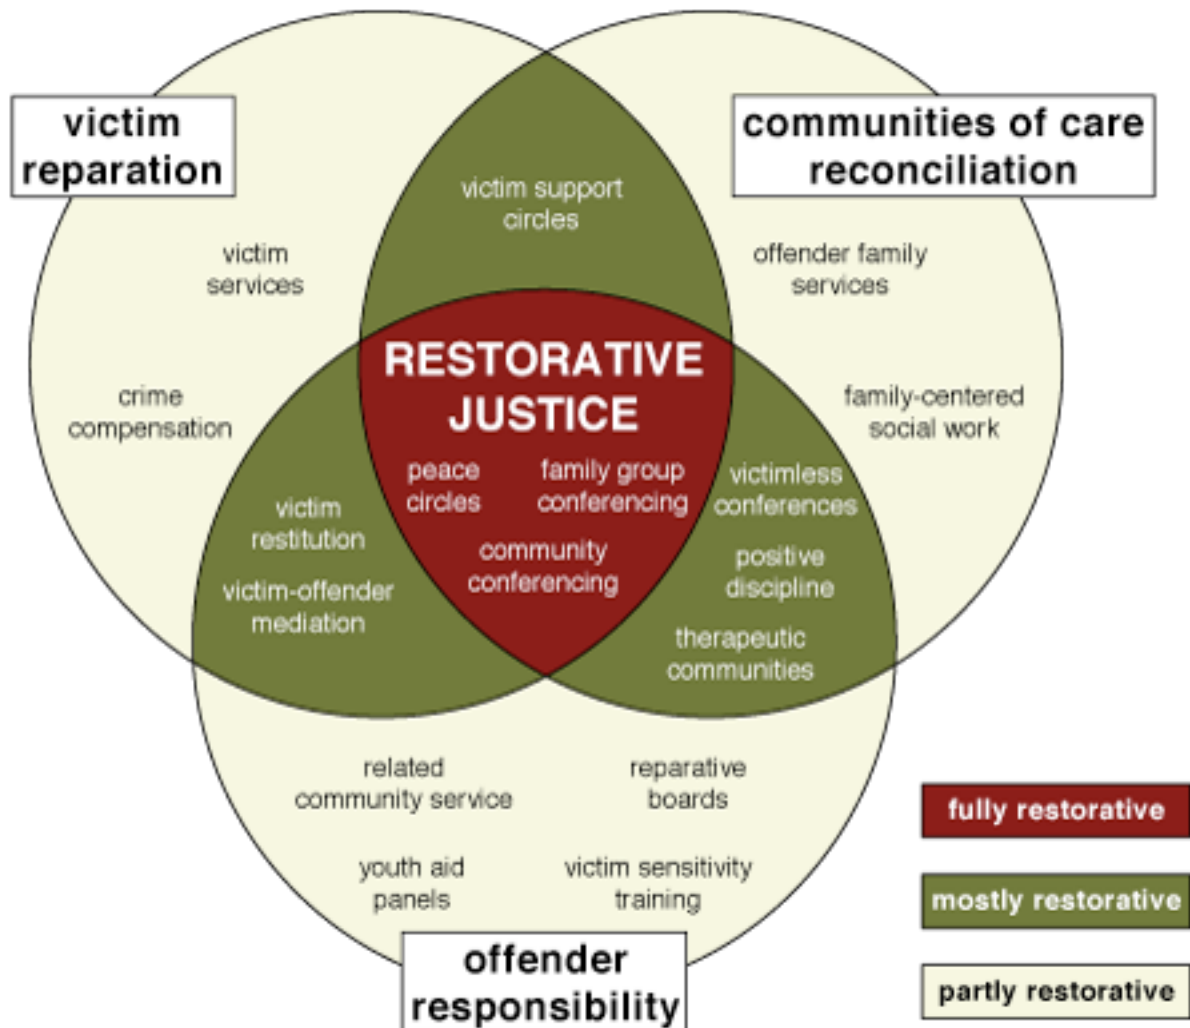 victim
reparation
communities of care
reconciliation
victim support
circles
victim
services
offender family
services
RESTORATIVE
JUSTICE
crime
compensation
family-centered
social work
peace
circles
family group
conferencing
victimless
conferences
victim
restitution
community
conferencing
positive
discipline
victim-offender
mediation
therapeutic
communities
related
community service
reparative
boards
youth aid
panels
victim sensitivity
training
offender
responsibility
fully restorative
mostly restorative
partly restorative